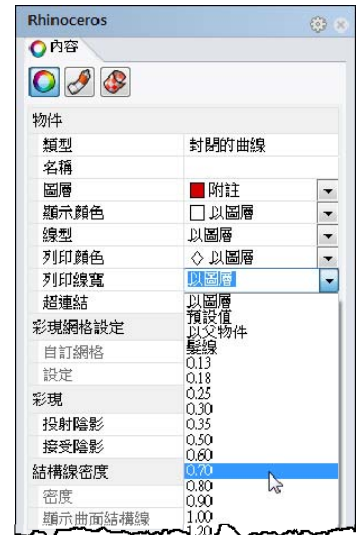 Rhinoceros
內容
物件
類型 封閉的曲線
名稱
圖層 附註
顯示顏色 以圖層
線型 以圖層
列印顏色 以圖層
列印線寬 以圖層
超連結 以圖層
預設值
以父物件
髮線
彩現網格設定 0.13
自訂網格 0.18
設定 0.25
0.30
彩現 0.35
投射陰影 0.50
接受陰影 0.60
結構線密度 0.70
密度 0.80
0.90
顯示曲面結構線 1.00
1.20